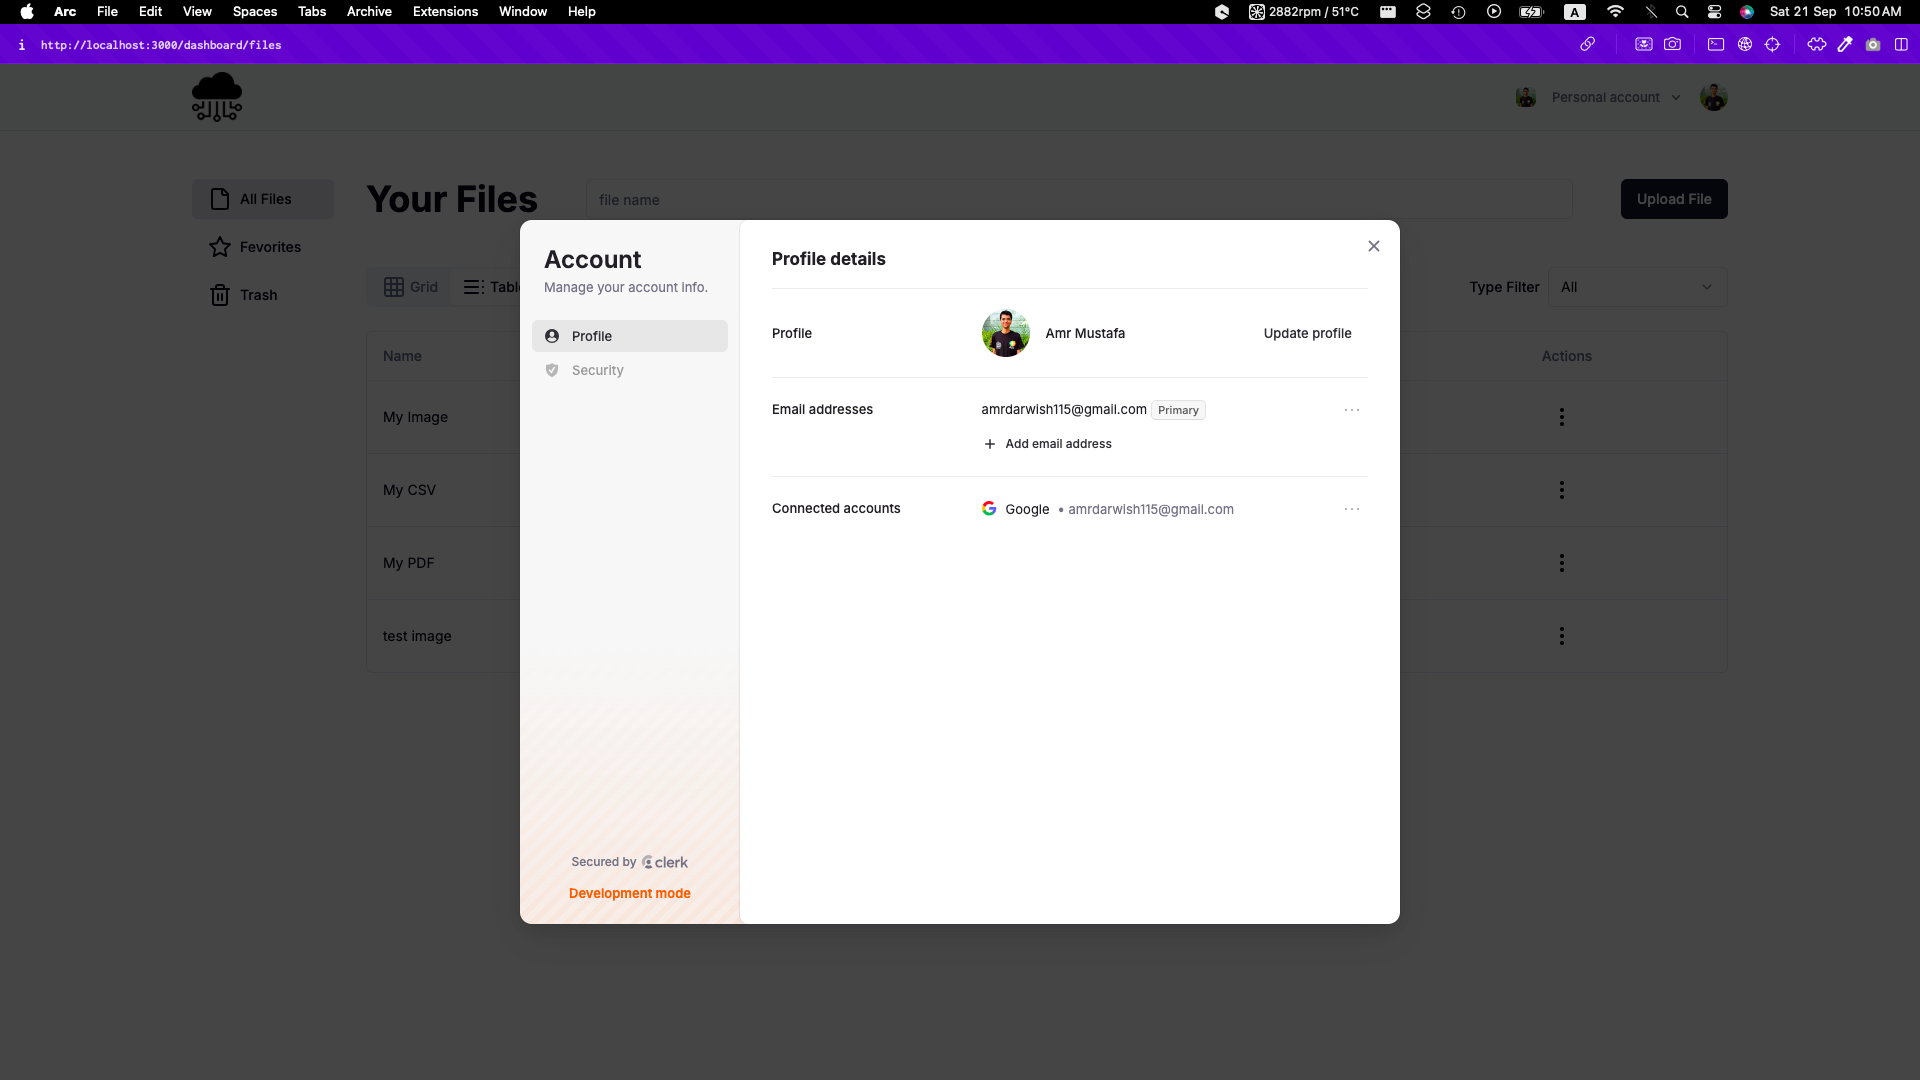 Arc File Edit View Spaces Tabs Archive Extensions Window Help 2882rpm / 51°C A Sat 21 Sep 10:50 AM
http://localhost:3000/dashboard/files
Personal account
All Files
Fevorites
Trash
Your Files
file name
Upload File
Grid
Type Filter
All
Name
Actions
My Image
My CSV
My PDF
test image
Account
Manage your account info.
Profile
Security
Secured by clerk
Development mode
Profile details
Profile Amr Mustafa Update profile
Email addresses amrdarwish115@gmail.com Primary
Add email address
Connected accounts Google • amrdarwish115@gmail.com